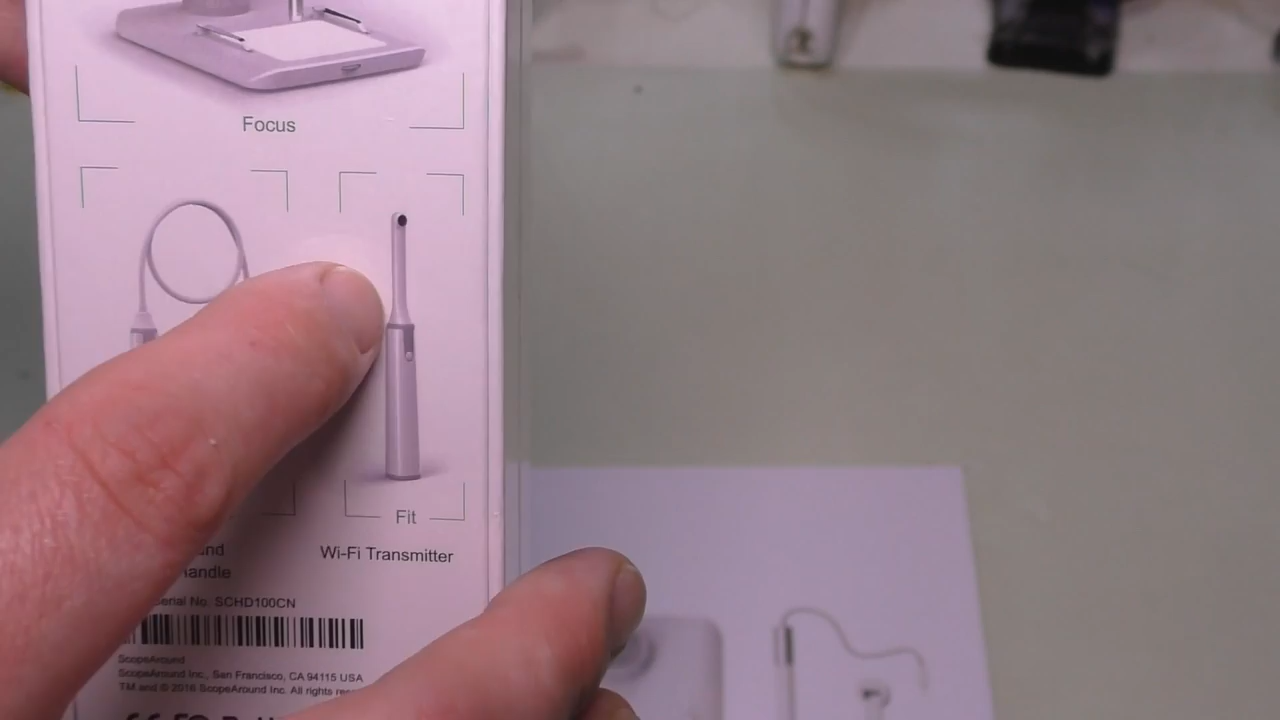 Focus
Fit
Wi-Fi Transmitter
Serial No: SCHD100CN
ScopeAround
ScopeAround Inc., San Francisco, CA 94115 USA
TM and © 2016 ScopeAround Inc. All rights